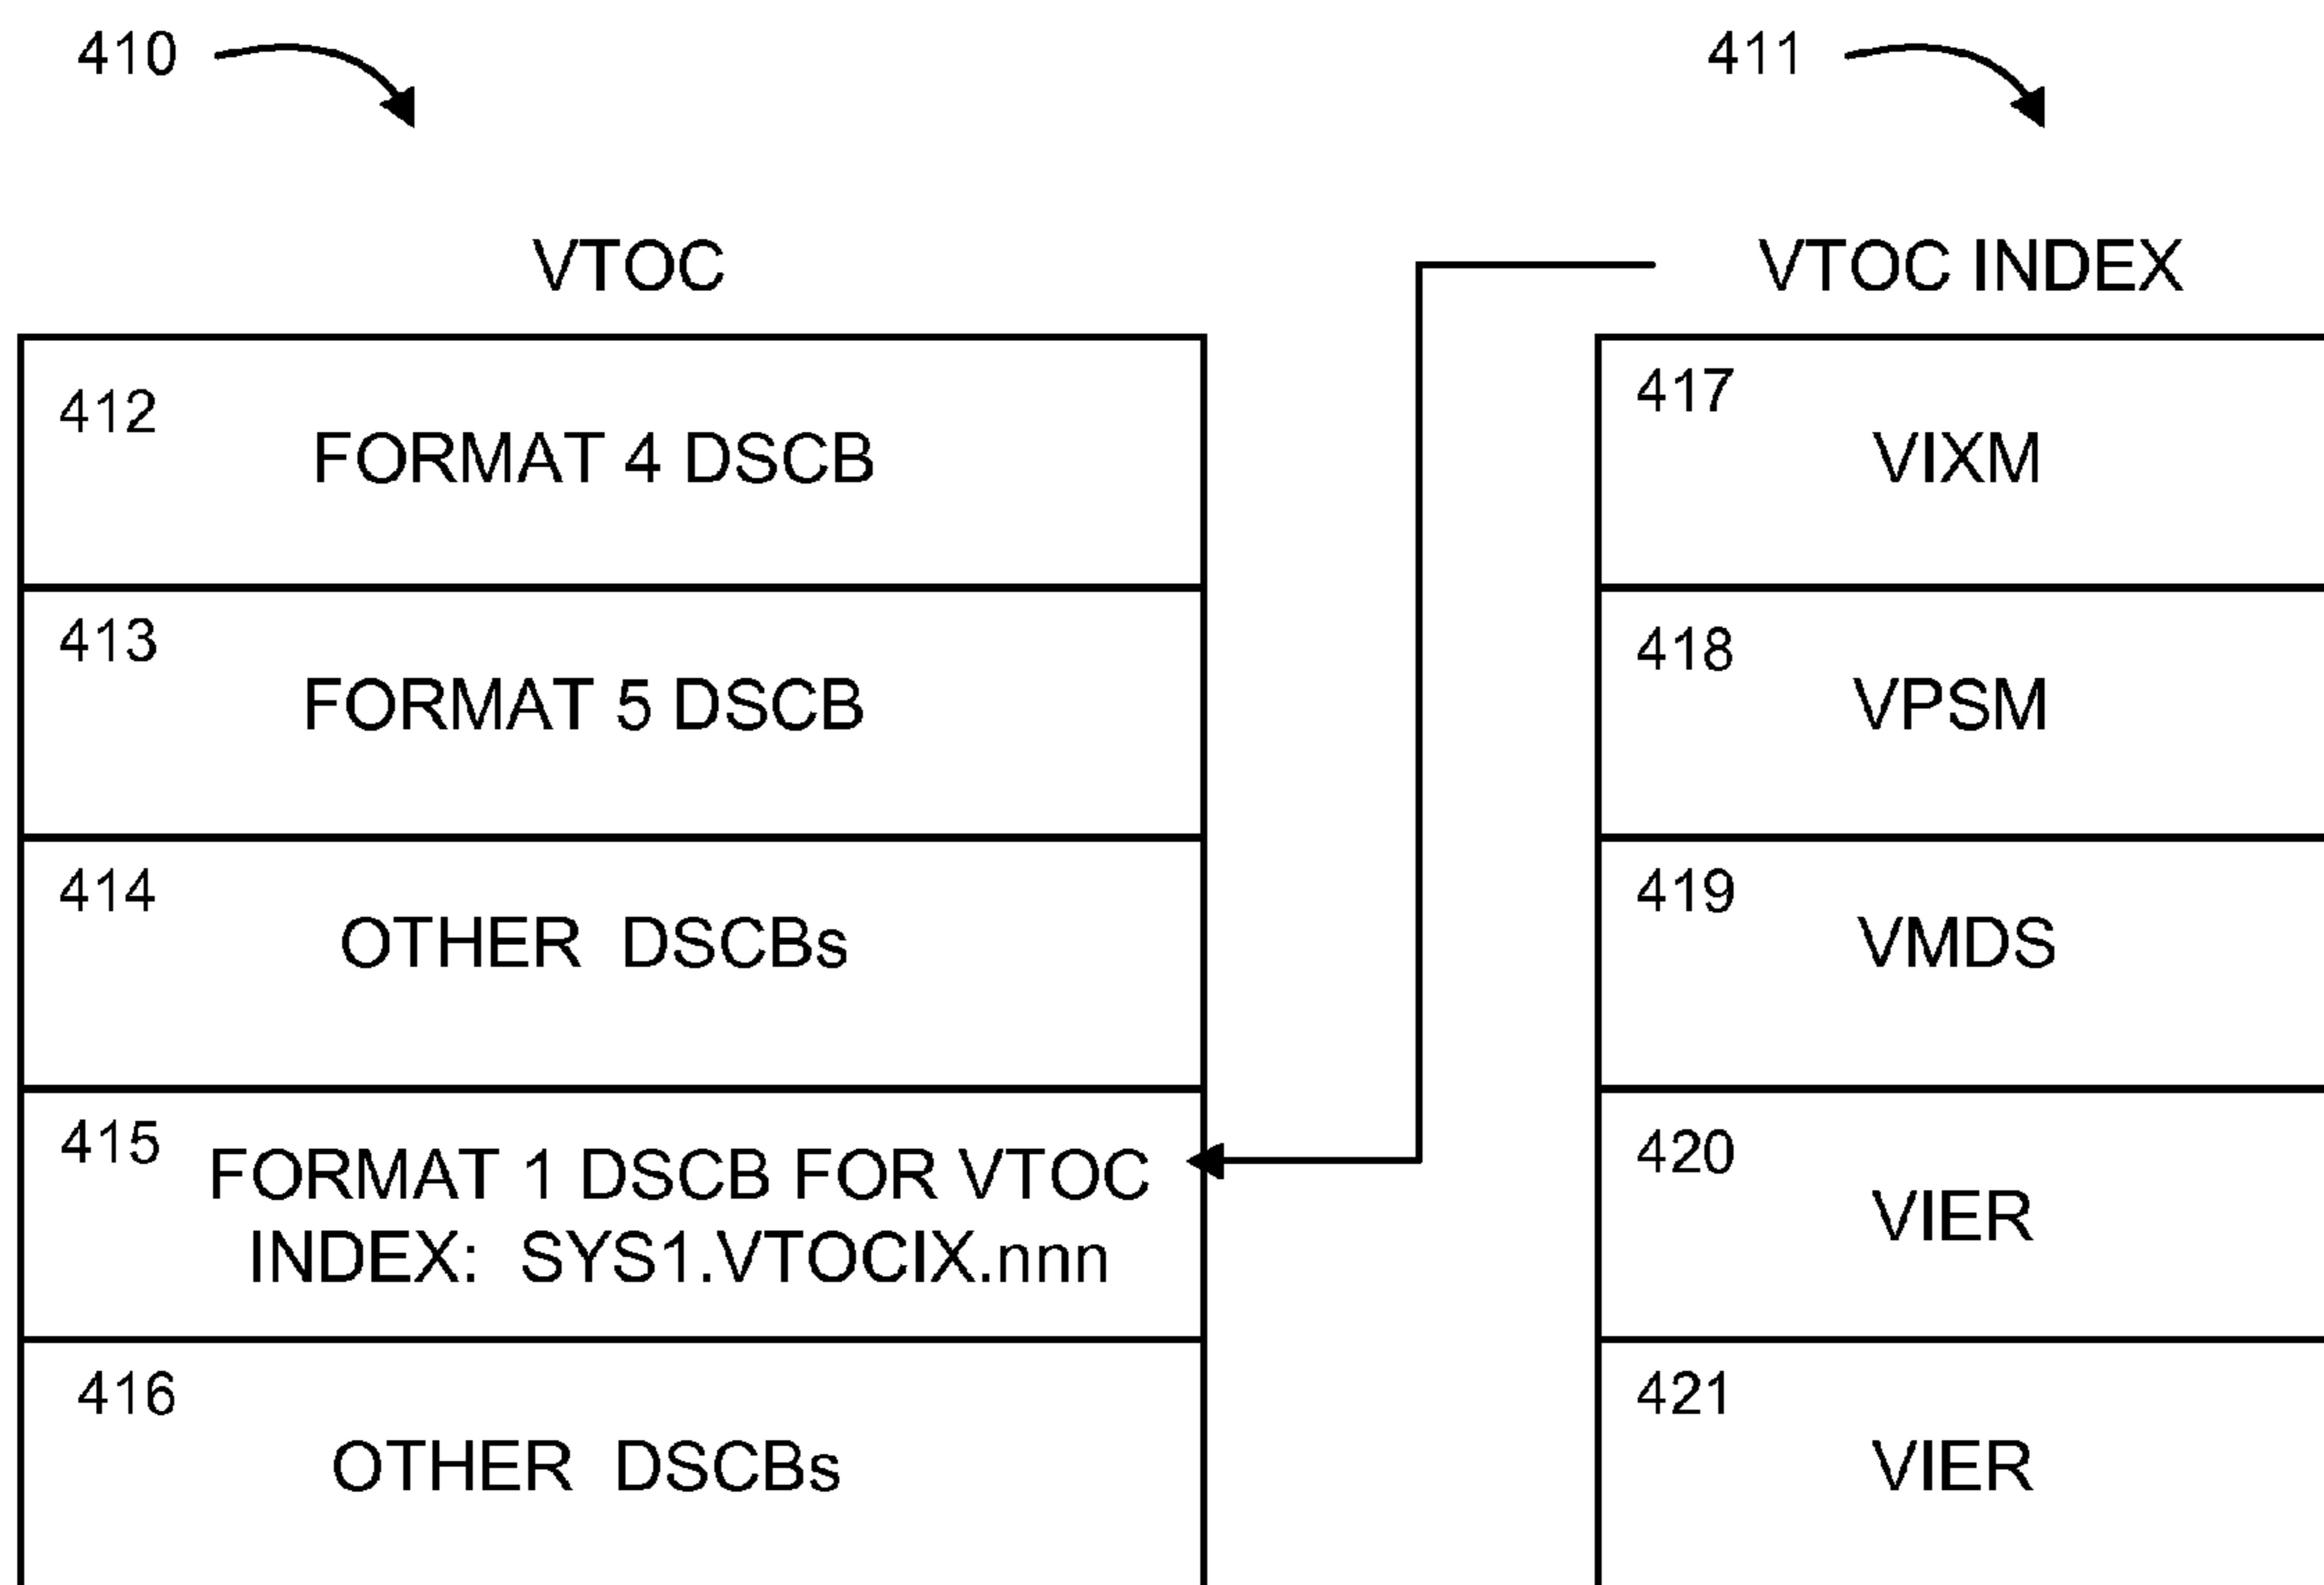 410
411
VTOC
VTOC INDEX
412
FORMAT 4 DSCB
413
FORMAT 5 DSCB
414
OTHER DSCBs
415
FORMAT 1 DSCB FOR VTOC
INDEX: SYS1.VTOCIX.nnn
416
OTHER DSCBs
417
VIXM
418
VPSM
419
VMDS
420
VIER
421
VIER